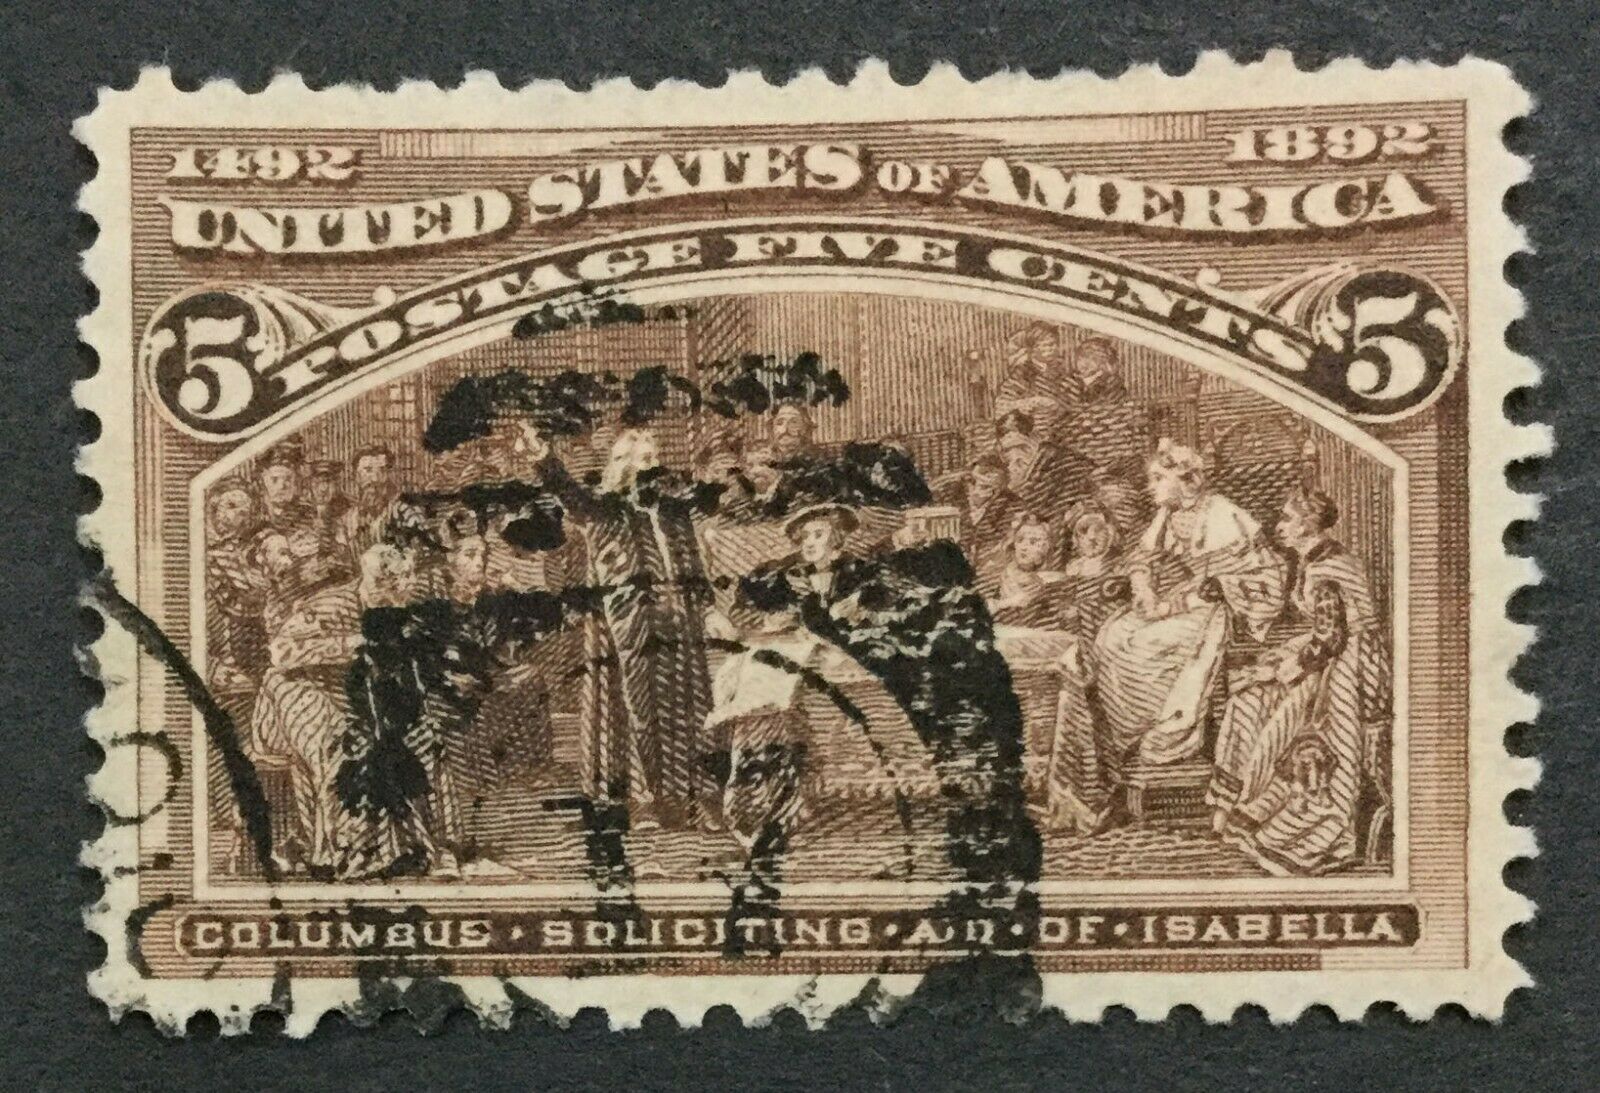 1492 1892
UNITED STATES OF AMERICA
POSTAGE FIVE CENTS
5 5
COLUMBUS · SOLICITING · AID · OF · ISABELLA